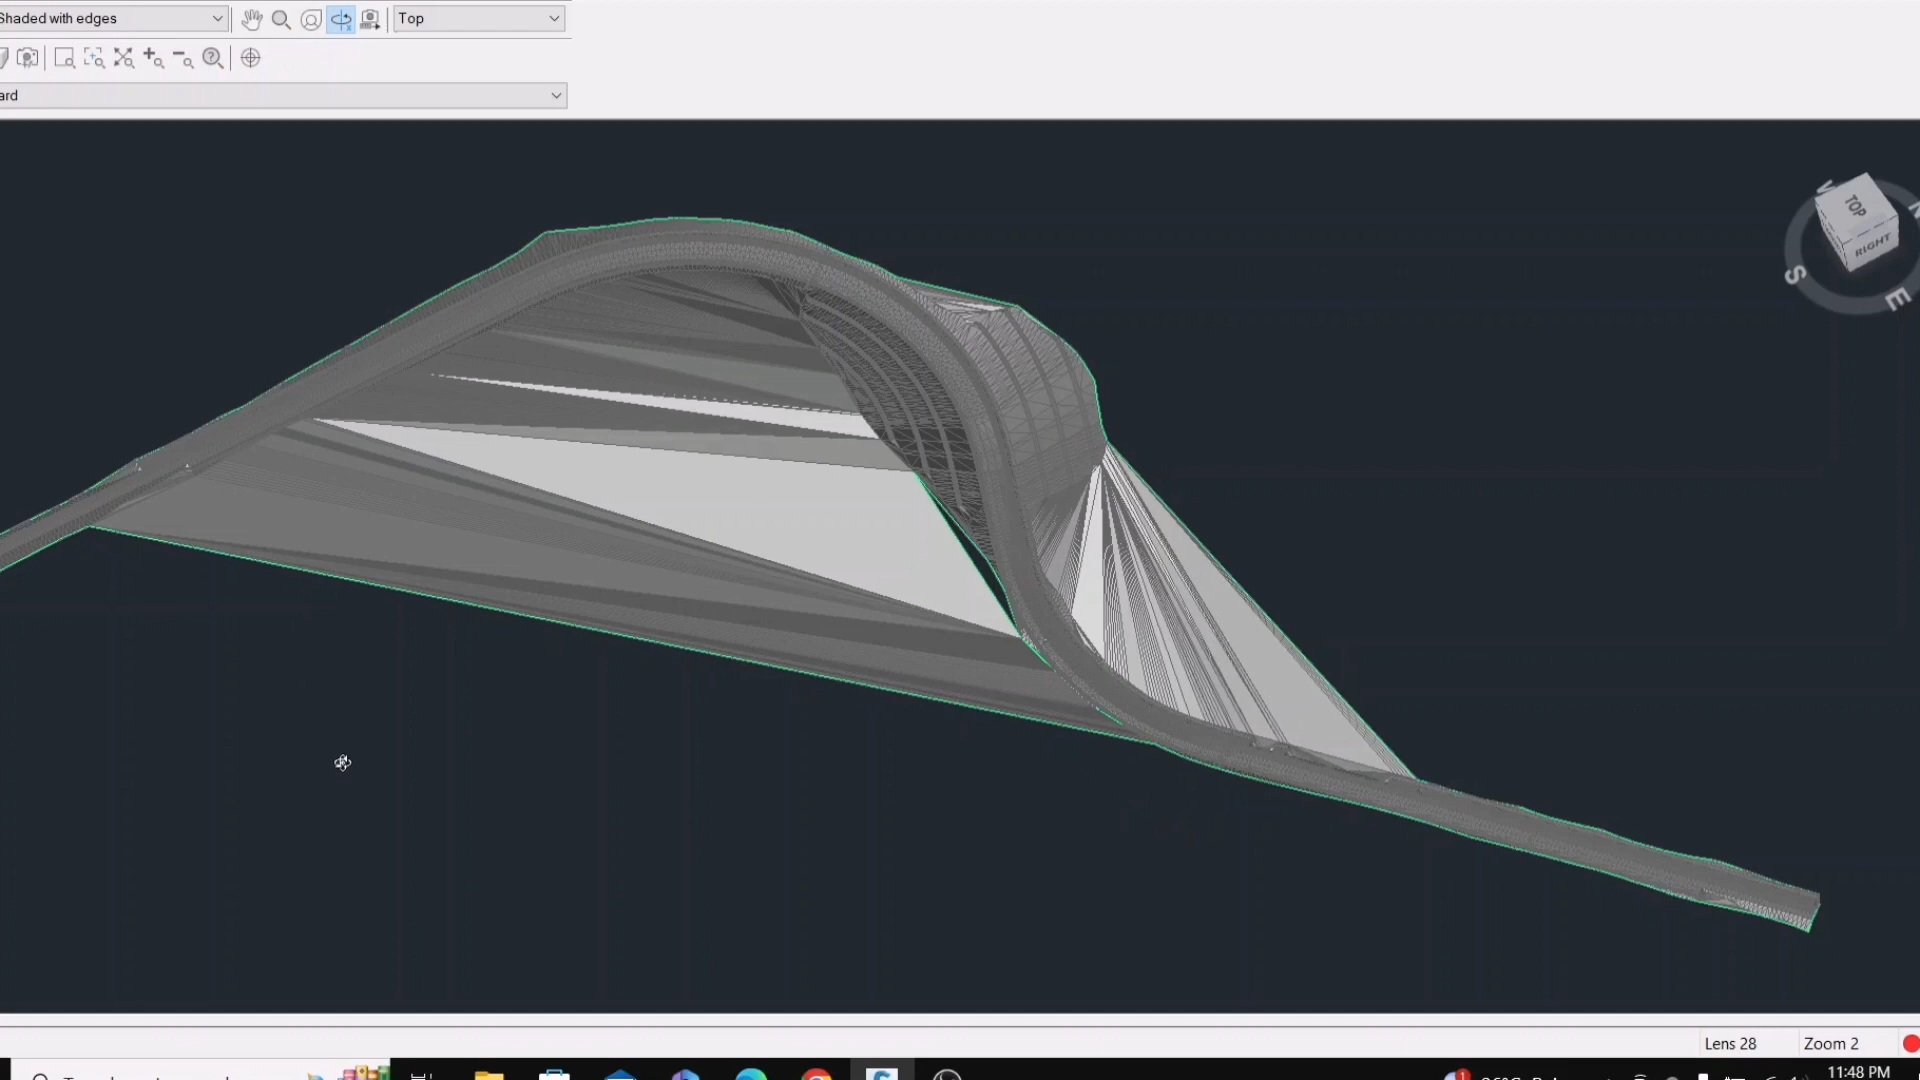 Shaded with edges
Top
ard
TOP
RIGHT
S
E
Lens 28
Zoom 2
11:48 PM